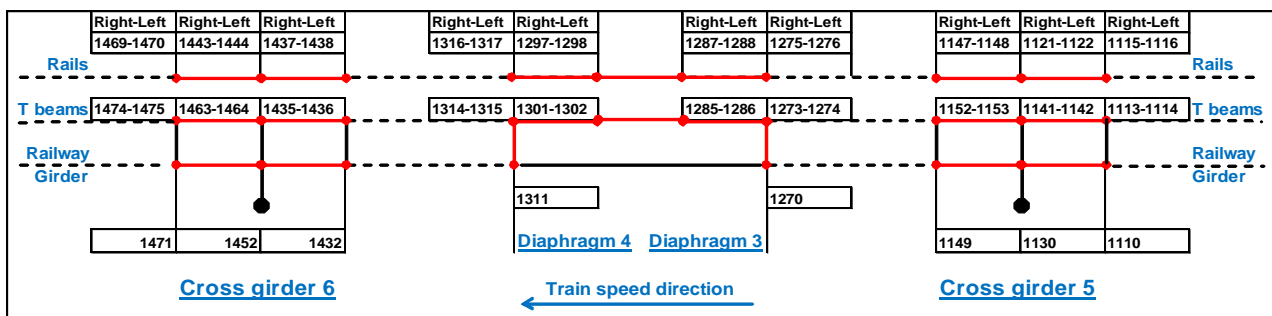 Right-Left Right-Left Right-Left Right-Left Right-Left Right-Left Right-Left Right-Left Right-Left Right-Left
1469-1470 1443-1444 1437-1438 1316-1317 1297-1298 1287-1288 1275-1276 1147-1148 1121-1122 1115-1116
Rails Rails
T beams 1474-1475 1463-1464 1435-1436 1314-1315 1301-1302 1285-1286 1273-1274 1152-1153 1141-1142 1113-1114 T beams
Railway Railway
Girder Girder
1311 1270
1471 1452 1432 Diaphragm 4 Diaphragm 3 1149 1130 1110
Cross girder 6 Train speed direction Cross girder 5